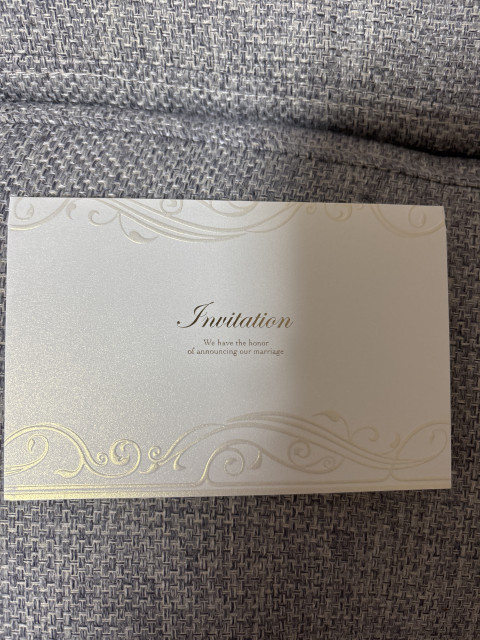 Invitation
We have the honor
of announcing our marriage